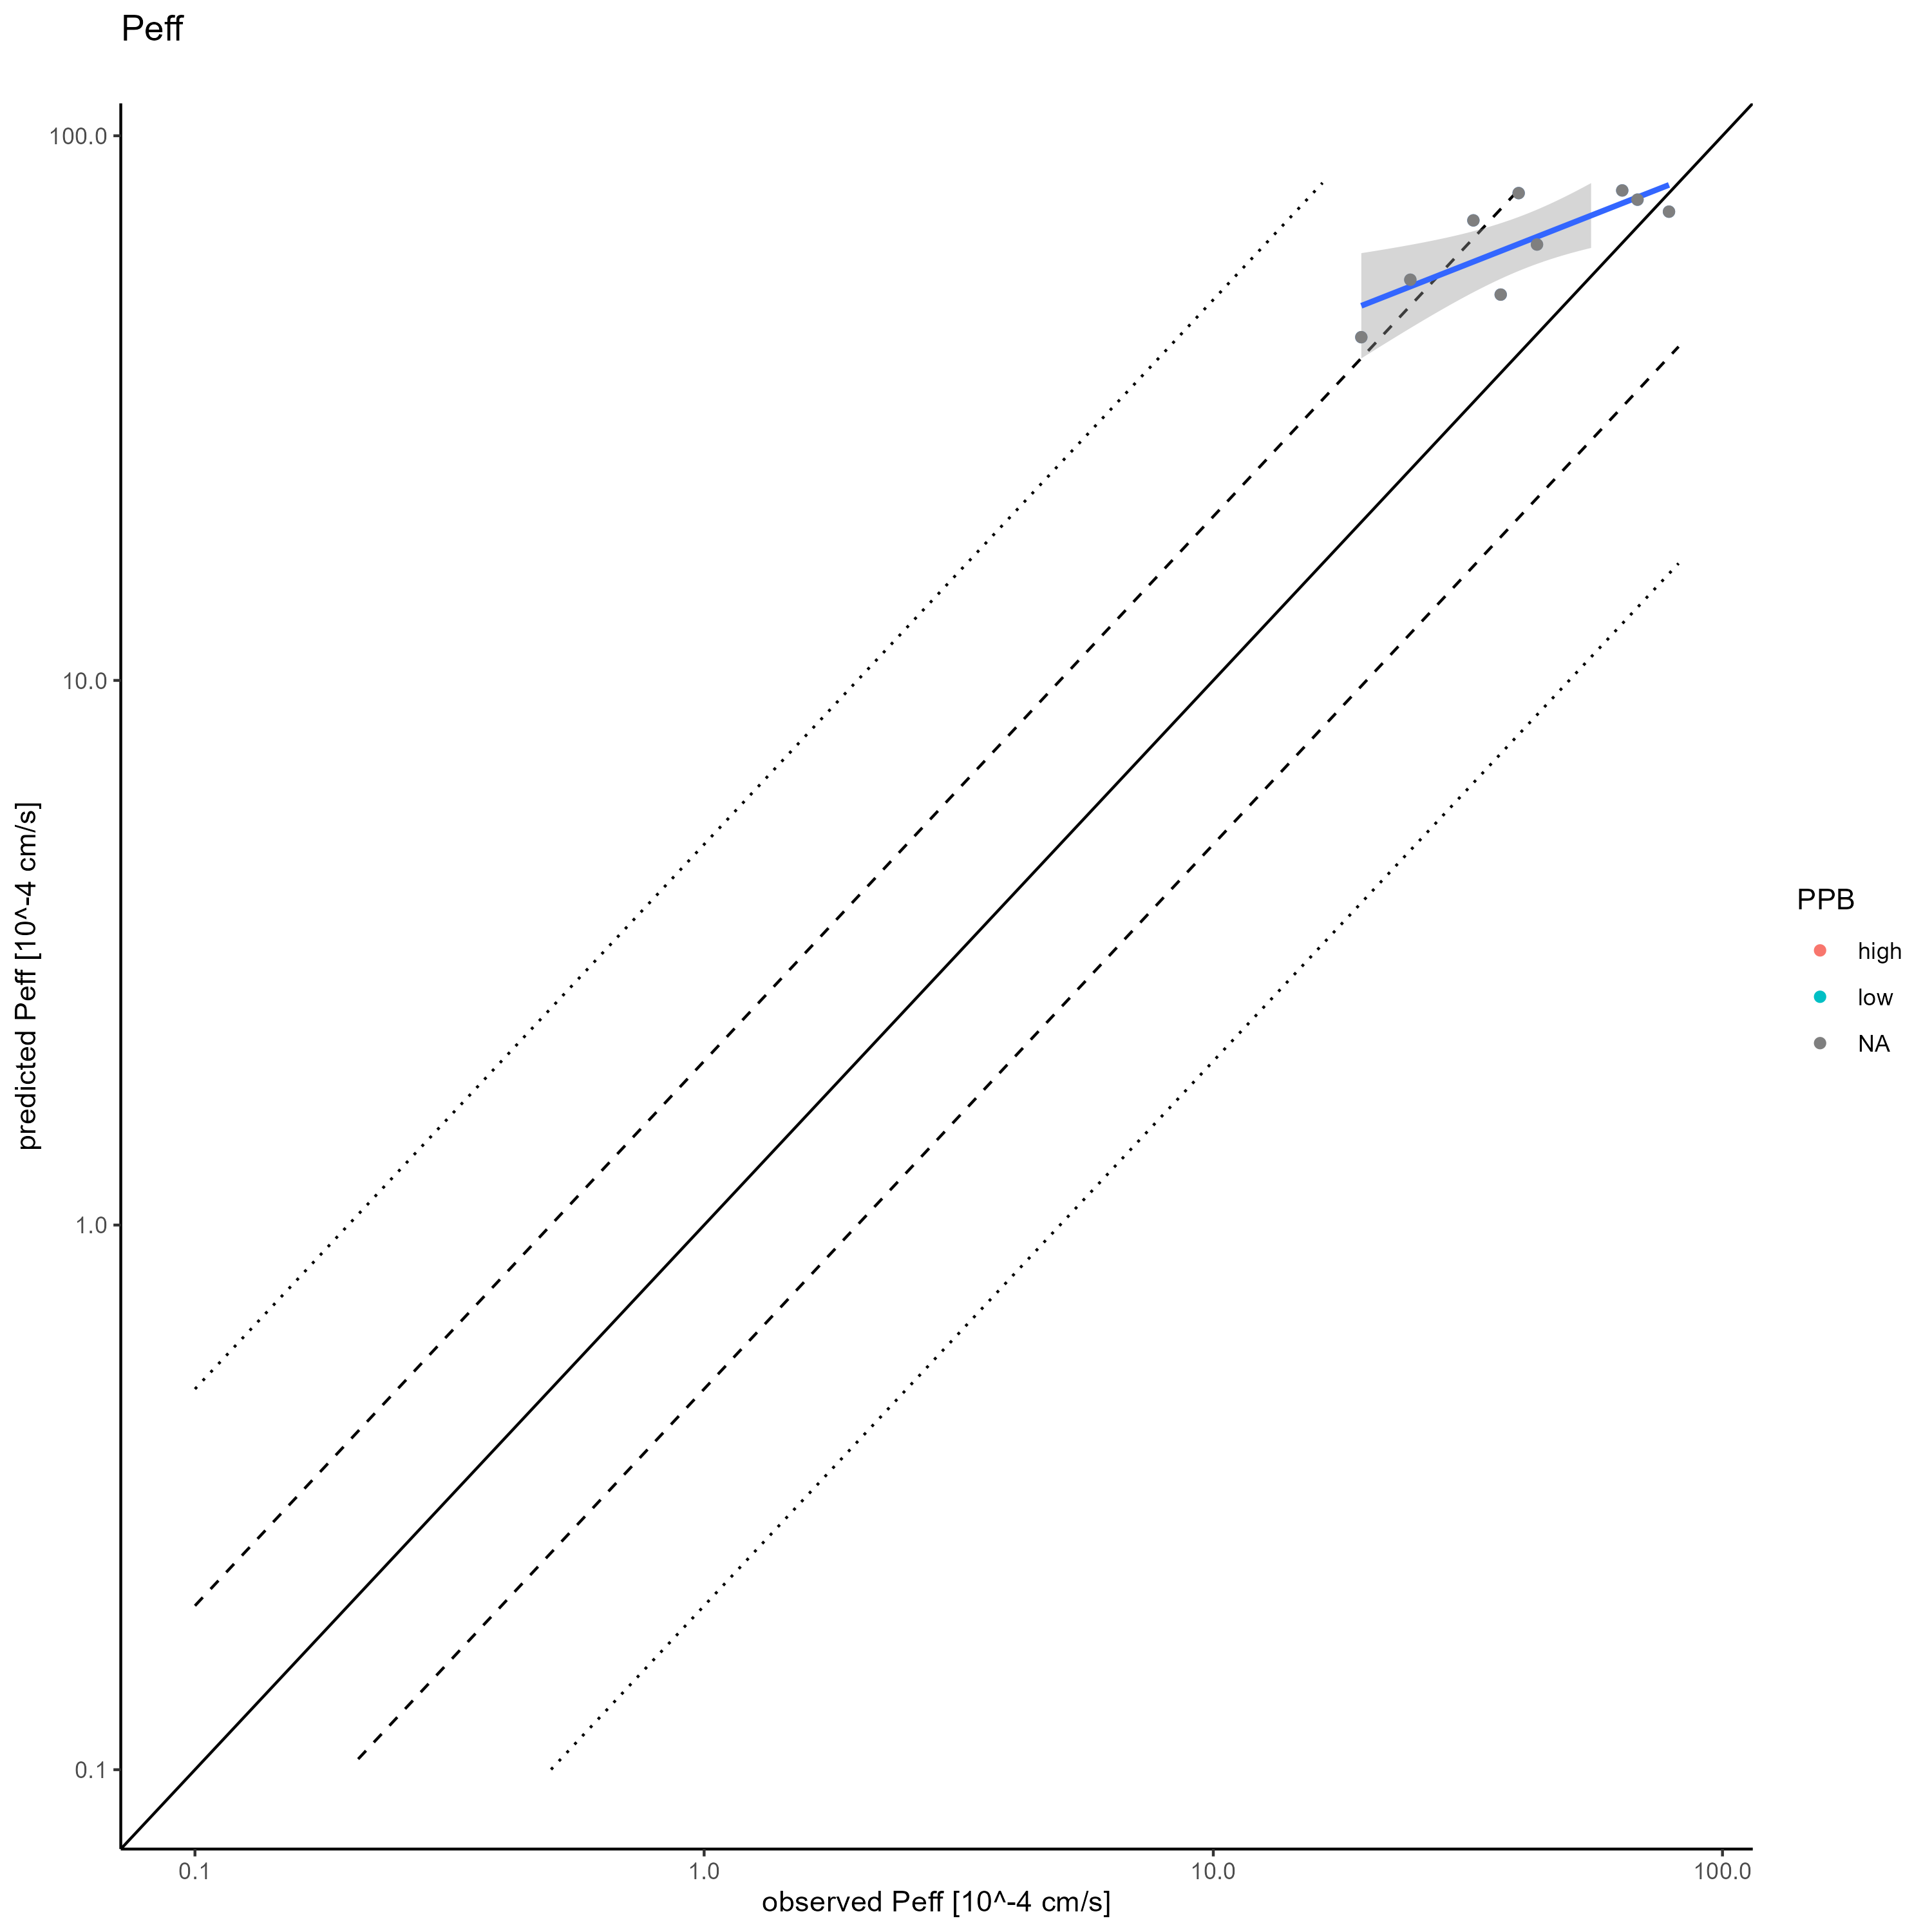 Peff
100.0
10.0
1.0
0.1
predicted Peff [10^-4 cm/s]
0.1
1.0
10.0
100.0
observed Peff [10^-4 cm/s]
PPB
high
low
NA